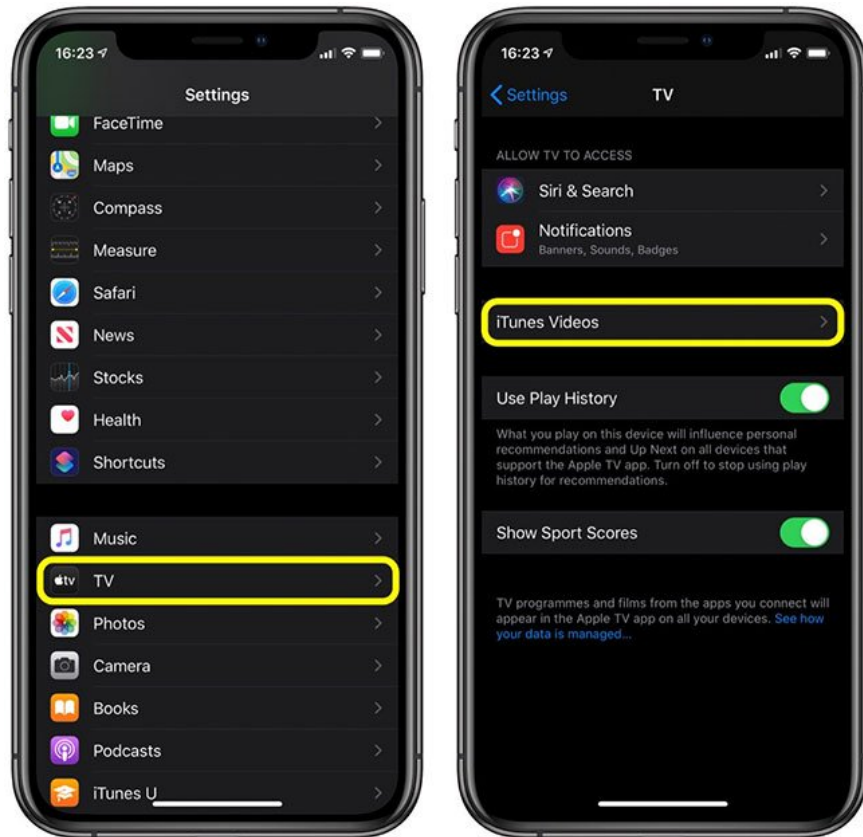 16:23
Settings
FaceTime
Maps
Compass
Measure
Safari
News
Stocks
Health
Shortcuts
Music
tv TV
Photos
Camera
Books
Podcasts
iTunes U
16:23
Settings
TV
ALLOW TV TO ACCESS
Siri & Search
Notifications
Banners, Sounds, Badges
iTunes Videos
Use Play History
What you play on this device will influence personal
recommendations and Up Next on all devices that
support the Apple TV app. Turn off to stop using play
history for recommendations.
Show Sport Scores
TV programmes and films from the apps you connect will
appear in the Apple TV app on all your devices. See how
your data is managed...